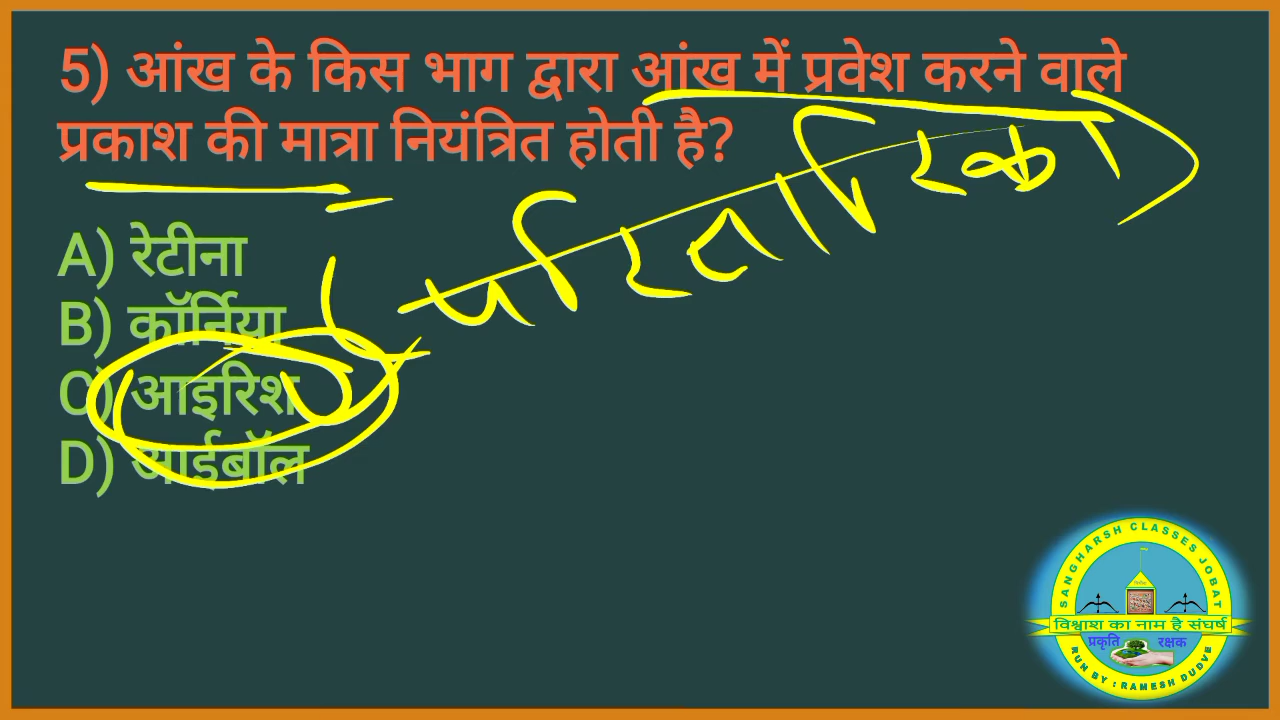 5) आंख के किस भाग द्वारा आंख में प्रवेश करने वाले
प्रकाश की मात्रा नियंत्रित होती है?
(परितारिका)
A) रेटीना
B) कॉर्निया
C) आइरिश
D) आईबॉल
SANGHARSH CLASSES JOBAT
विश्वाश का नाम है संघर्ष
प्रकृति रक्षक
RUN BY : RAMESH DUDVE